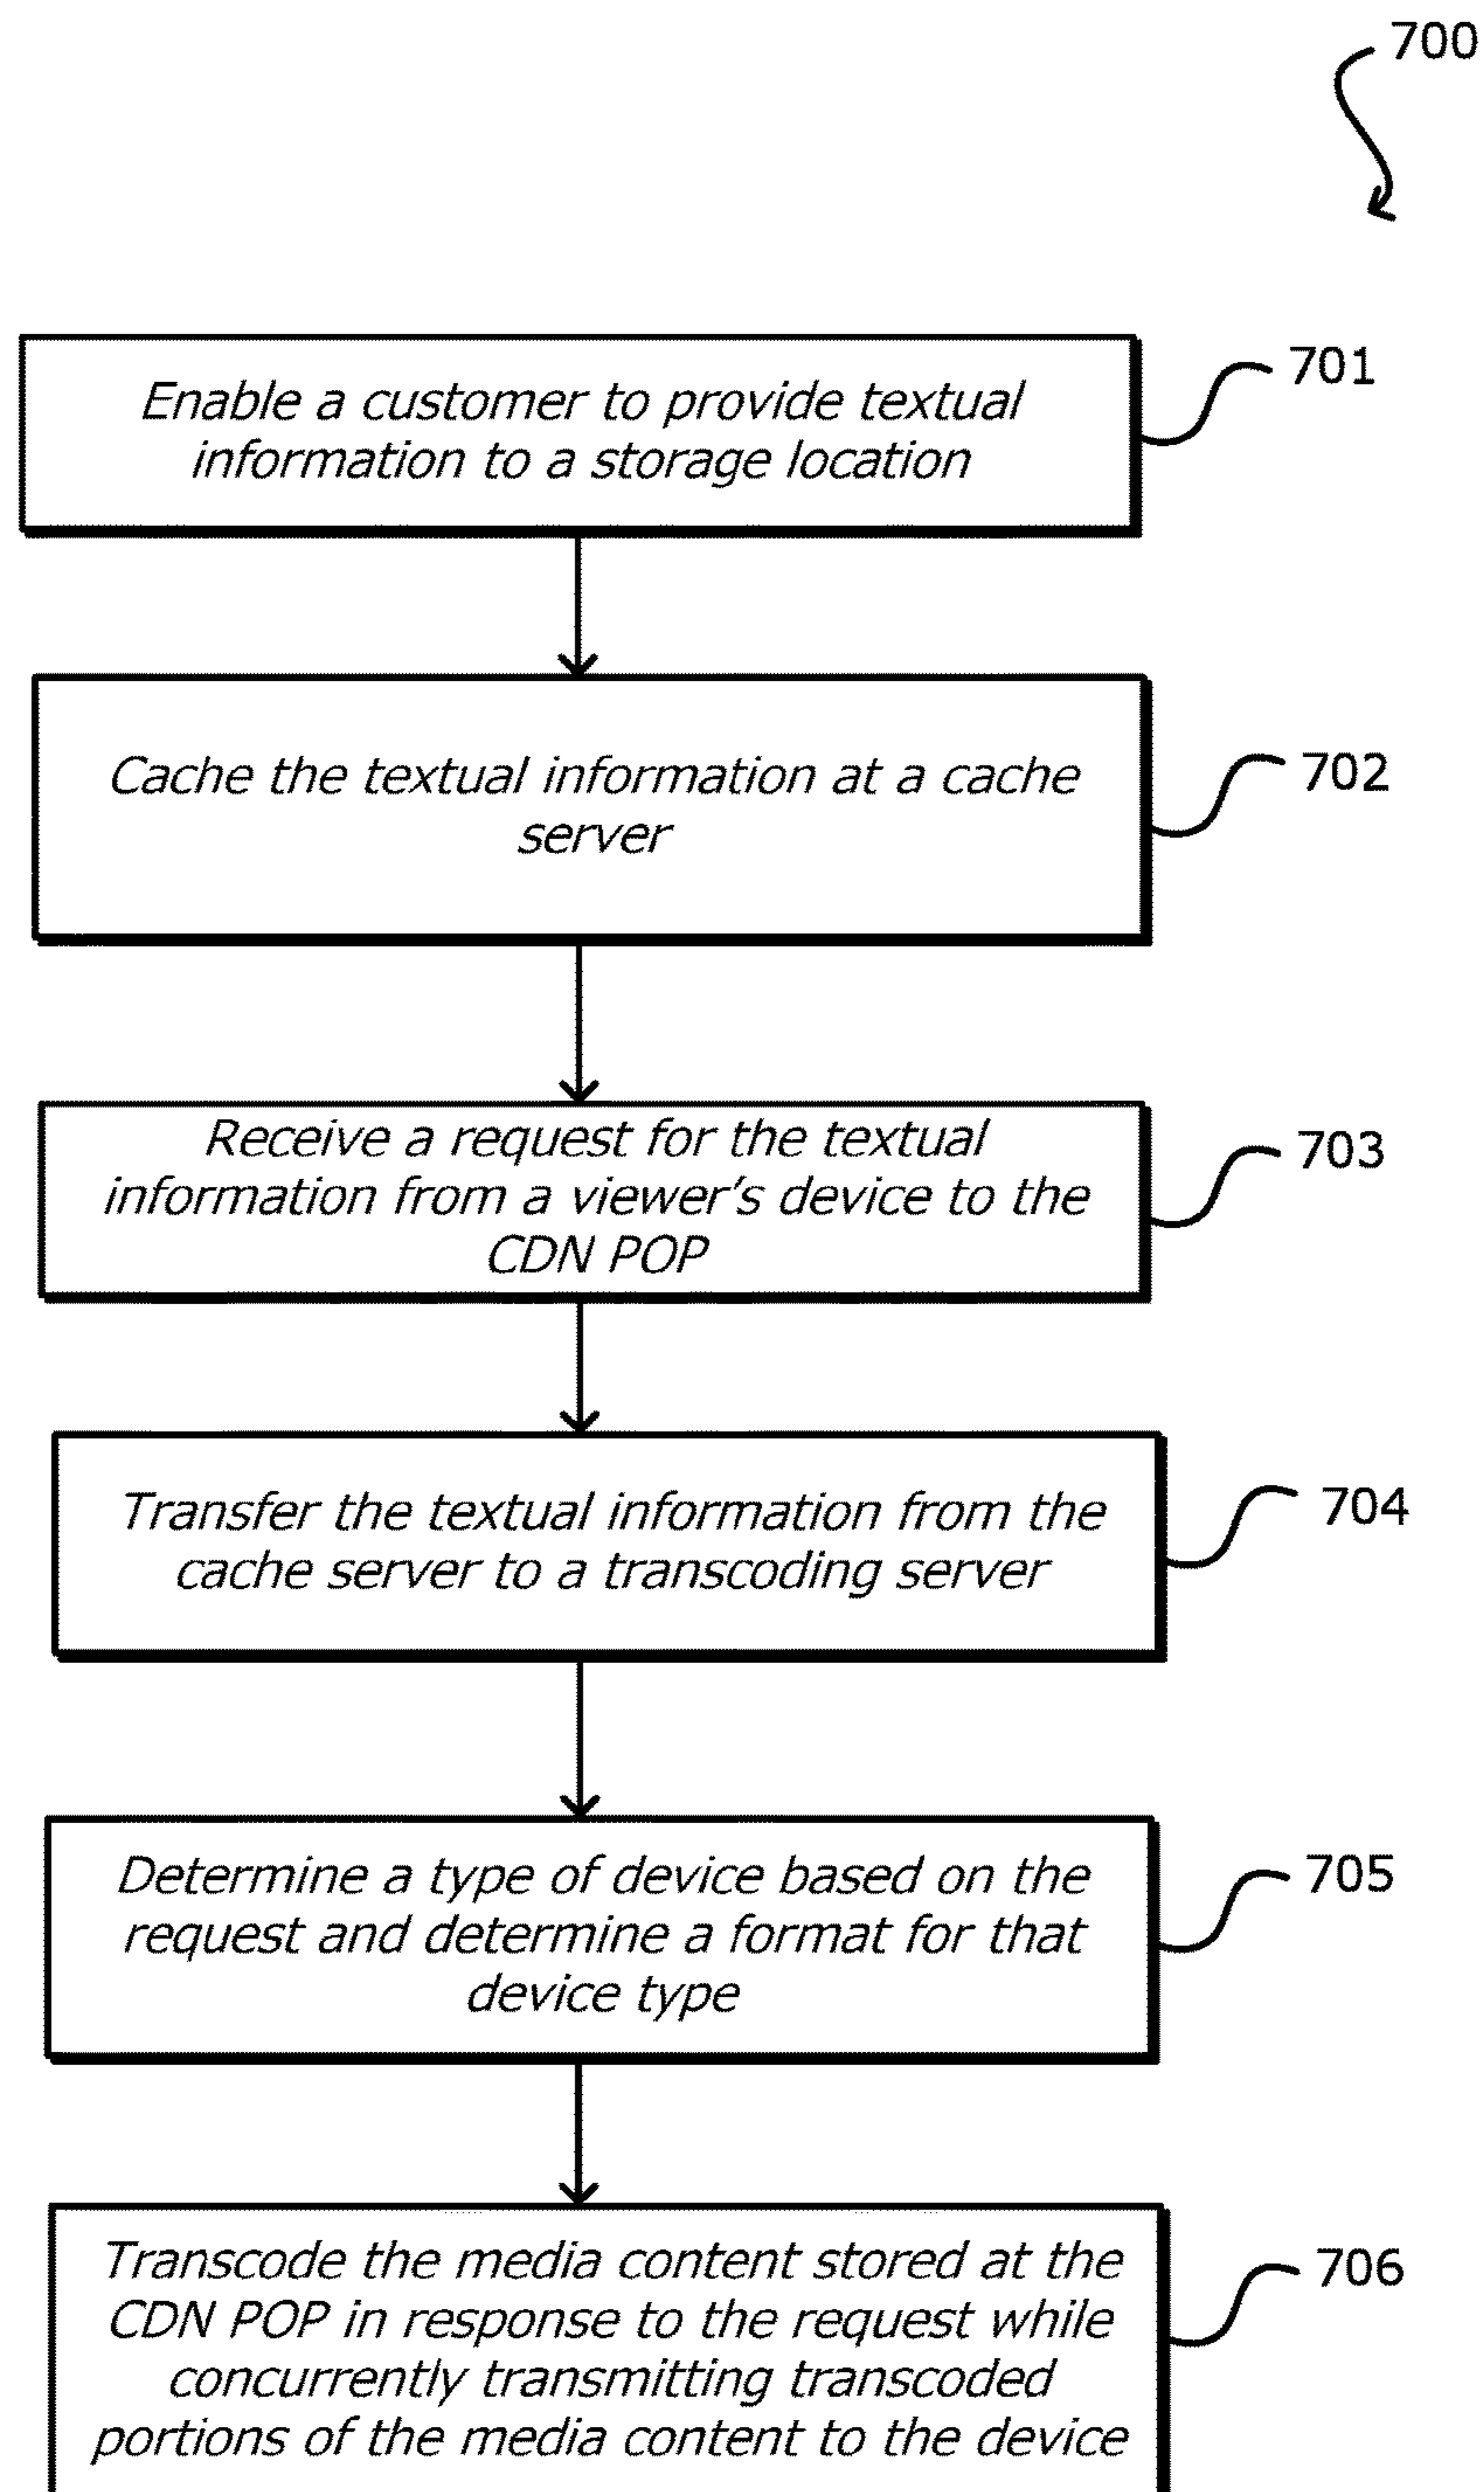 700
Enable a customer to provide textual
information to a storage location
701
Cache the textual information at a cache
server
702
Receive a request for the textual
information from a viewer's device to the
CDN POP
703
Transfer the textual information from the
cache server to a transcoding server
704
Determine a type of device based on the
request and determine a format for that
device type
705
Transcode the media content stored at the
CDN POP in response to the request while
concurrently transmitting transcoded
portions of the media content to the device
706